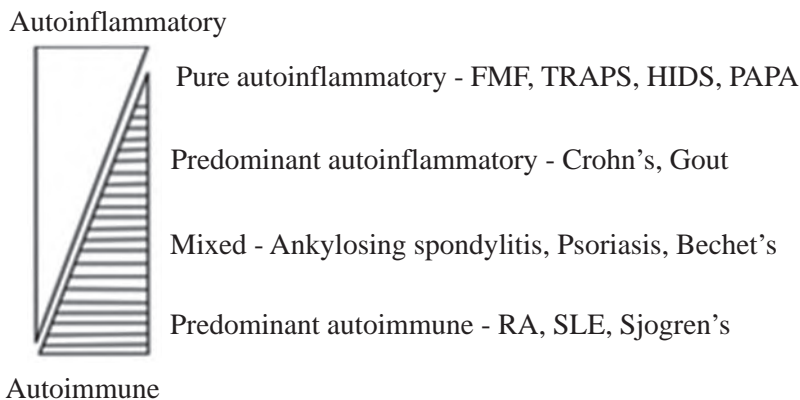 Autoinflammatory
Pure autoinflammatory - FMF, TRAPS, HIDS, PAPA
Predominant autoinflammatory - Crohn's, Gout
Mixed - Ankylosing spondylitis, Psoriasis, Bechet's
Predominant autoimmune - RA, SLE, Sjogren's
Autoimmune